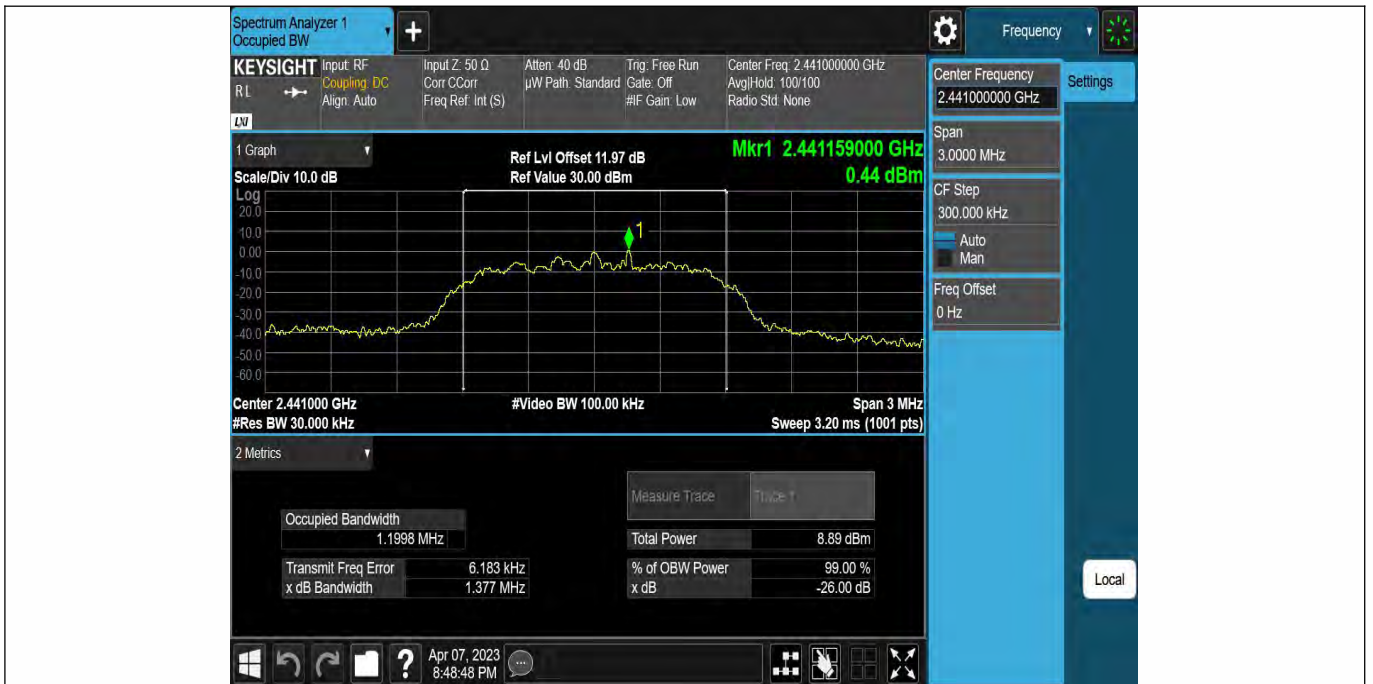 Spectrum Analyzer 1
Occupied BW
+
Frequency
KEYSIGHT
Input: RF
Input Z: 50 Ω
Atten: 40 dB
Trig: Free Run
Center Freq: 2.441000000 GHz
RL
Coupling: DC
Corr CCorr
µW Path: Standard
Gate: Off
Avg|Hold: 100/100
Align: Auto
Freq Ref: Int (S)
#IF Gain: Low
Radio Std: None
LXI
Center Frequency
2.441000000 GHz
Settings
Span
3.0000 MHz
CF Step
300.000 kHz
Auto
Man
Freq Offset
0 Hz
Local
1 Graph
Ref Lvl Offset 11.97 dB
Mkr1 2.441159000 GHz
Scale/Div 10.0 dB
Ref Value 30.00 dBm
0.44 dBm
Log
20.0
10.0
0.00
-10.0
-20.0
-30.0
-40.0
-50.0
-60.0
1
Center 2.441000 GHz
#Video BW 100.00 kHz
Span 3 MHz
#Res BW 30.000 kHz
Sweep 3.20 ms (1001 pts)
2 Metrics
Measure Trace
Trace 1
Occupied Bandwidth
1.1998 MHz
Total Power
8.89 dBm
Transmit Freq Error
6.183 kHz
% of OBW Power
99.00 %
x dB Bandwidth
1.377 MHz
x dB
-26.00 dB
?
Apr 07, 2023
8:48:48 PM